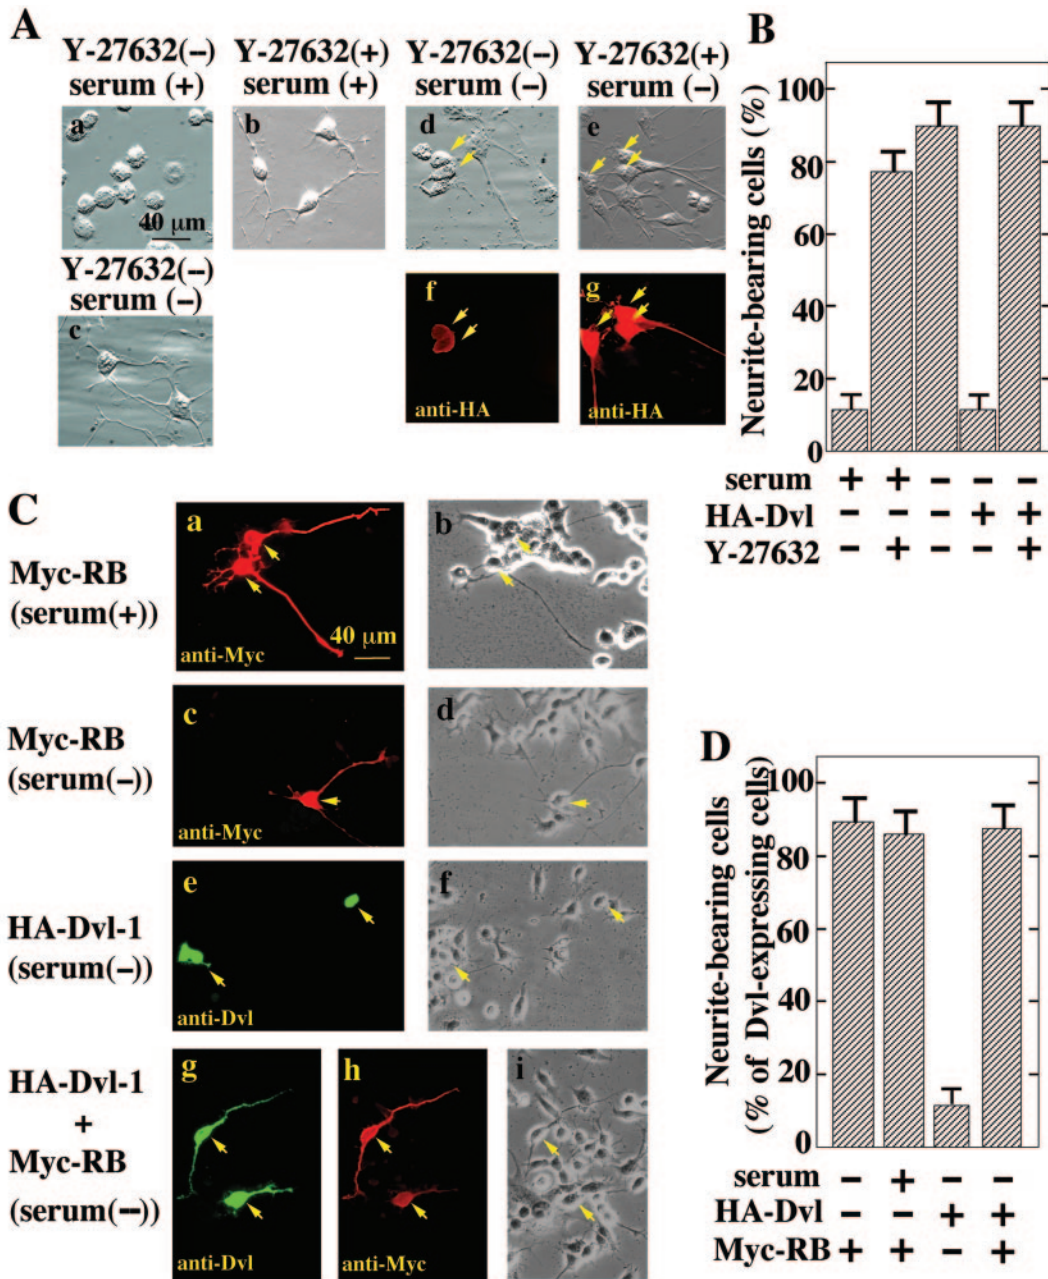 A
Y-27632(--)
serum (+)
Y-27632(+)
serum (+)
Y-27632(--)
serum (--)
Y-27632(+)
serum (--)
a
40 μm
b
d
e
Y-27632(--)
serum (--)
c
f
anti-HA
g
anti-HA
B
Neurite-bearing cells (%)
100
80
60
40
20
0
serum + + – – –
HA-Dvl – – – + +
Y-27632 – + – – +
C
Myc-RB
(serum(+))
a
40 μm
anti-Myc
b
Myc-RB
(serum(--))
c
anti-Myc
d
HA-Dvl-1
(serum(--))
e
anti-Dvl
f
HA-Dvl-1
+
Myc-RB
(serum(--))
g
anti-Dvl
h
anti-Myc
i
D
Neurite-bearing cells
(% of Dvl-expressing cells)
100
80
60
40
20
0
serum – + – –
HA-Dvl – – + +
Myc-RB + + – +